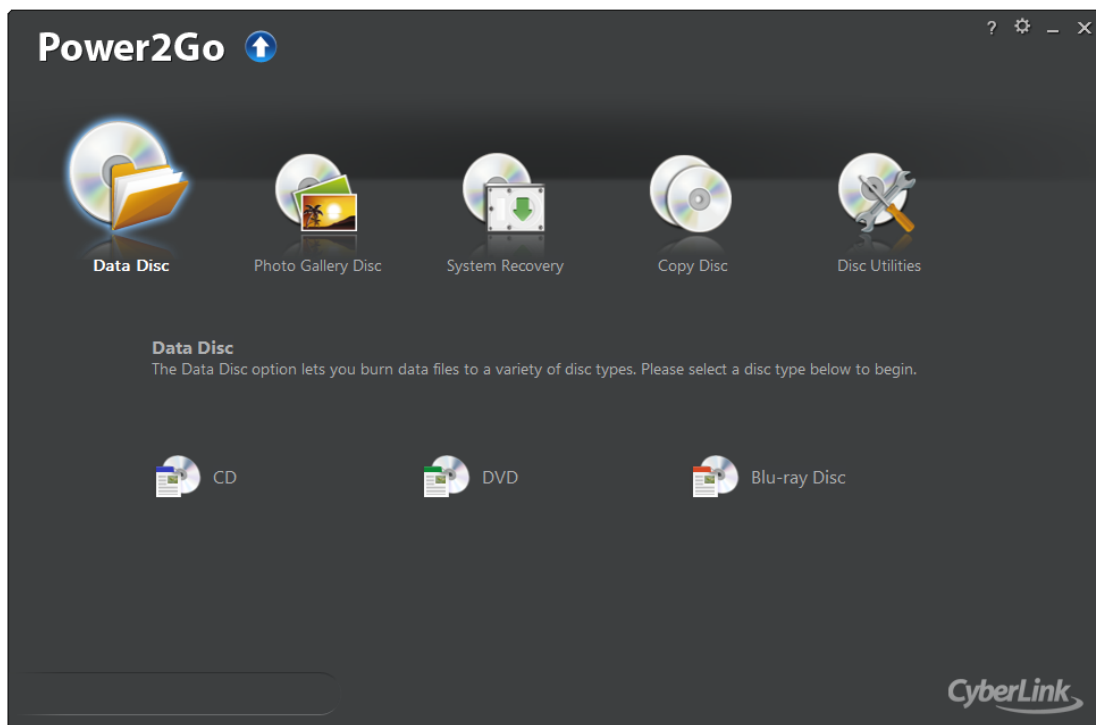 Power2Go
?
Data Disc
Photo Gallery Disc
System Recovery
Copy Disc
Disc Utilities
Data Disc
The Data Disc option lets you burn data files to a variety of disc types. Please select a disc type below to begin.
CD
DVD
Blu-ray Disc
CyberLink